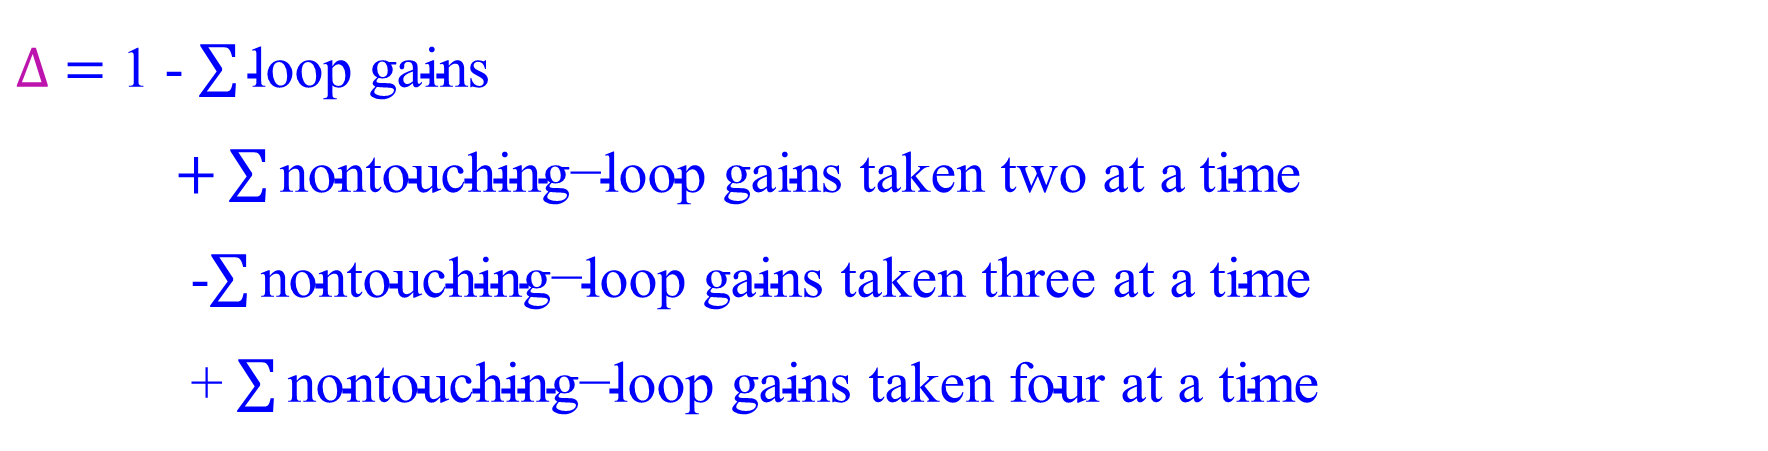 Δ = 1 - ∑ loop gains
+ ∑ nontouching–loop gains taken two at a time
-∑ nontouching–loop gains taken three at a time
+ ∑ nontouching–loop gains taken four at a time